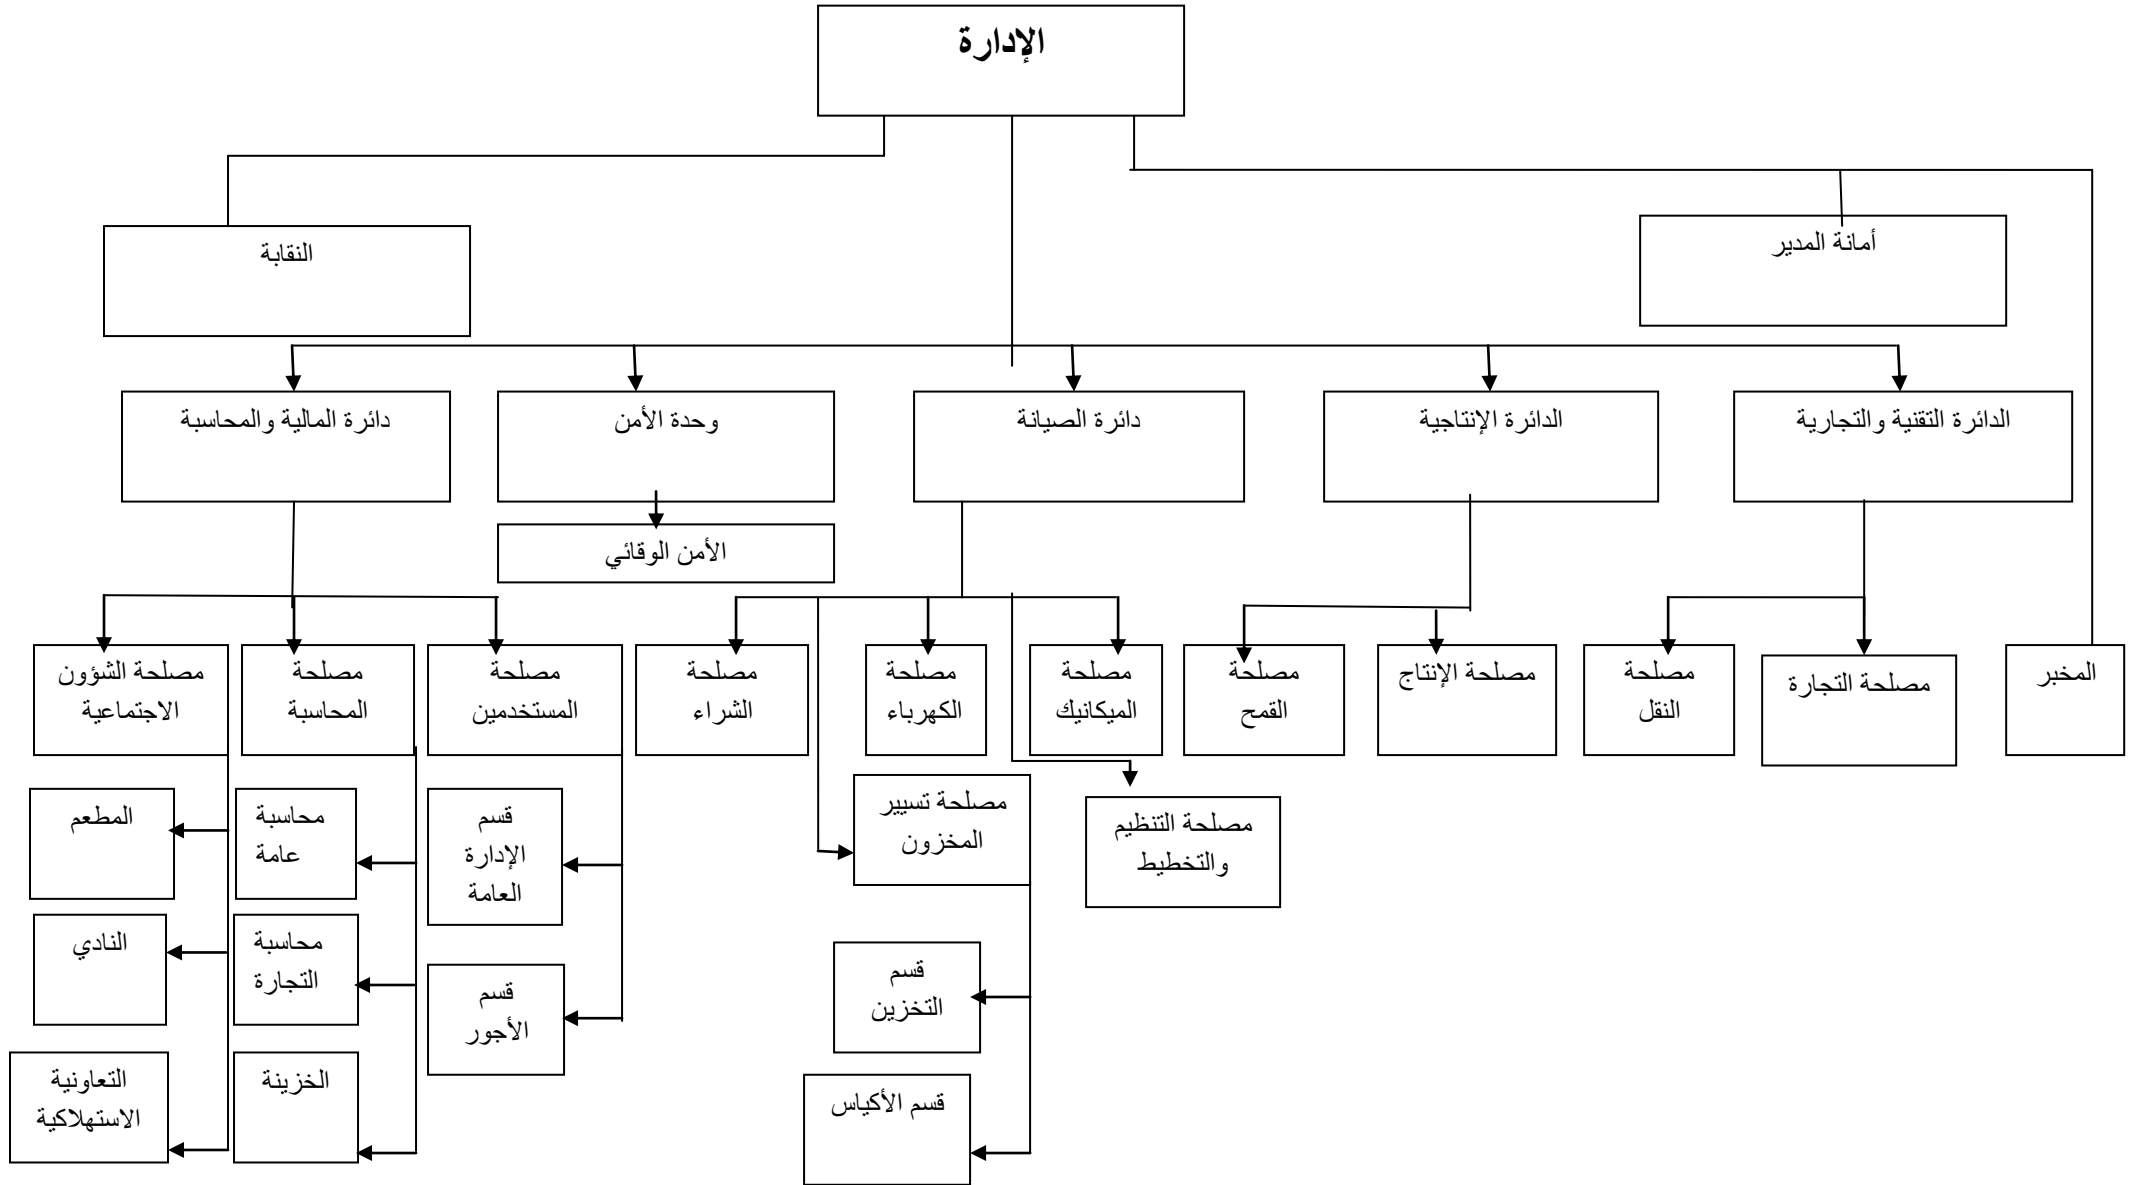 الإدارة
أمانة المدير
النقابة
الدائرة التقنية والتجارية
الدائرة الإنتاجية
دائرة الصيانة
وحدة الأمن
دائرة المالية والمحاسبة
الأمن الوقائي
المخبر
مصلحة التجارة
مصلحة
النقل
مصلحة الإنتاج
مصلحة
القمح
مصلحة
الميكانيك
مصلحة
الكهرباء
مصلحة
الشراء
مصلحة
المستخدمين
مصلحة
المحاسبة
مصلحة الشؤون
الاجتماعية
مصلحة التنظيم
والتخطيط
مصلحة تسيير
المخزون
قسم
الإدارة
العامة
محاسبة
عامة
المطعم
قسم
التخزين
قسم
الأجور
محاسبة
التجارة
النادي
قسم الأكياس
الخزينة
التعاونية
الاستهلاكية